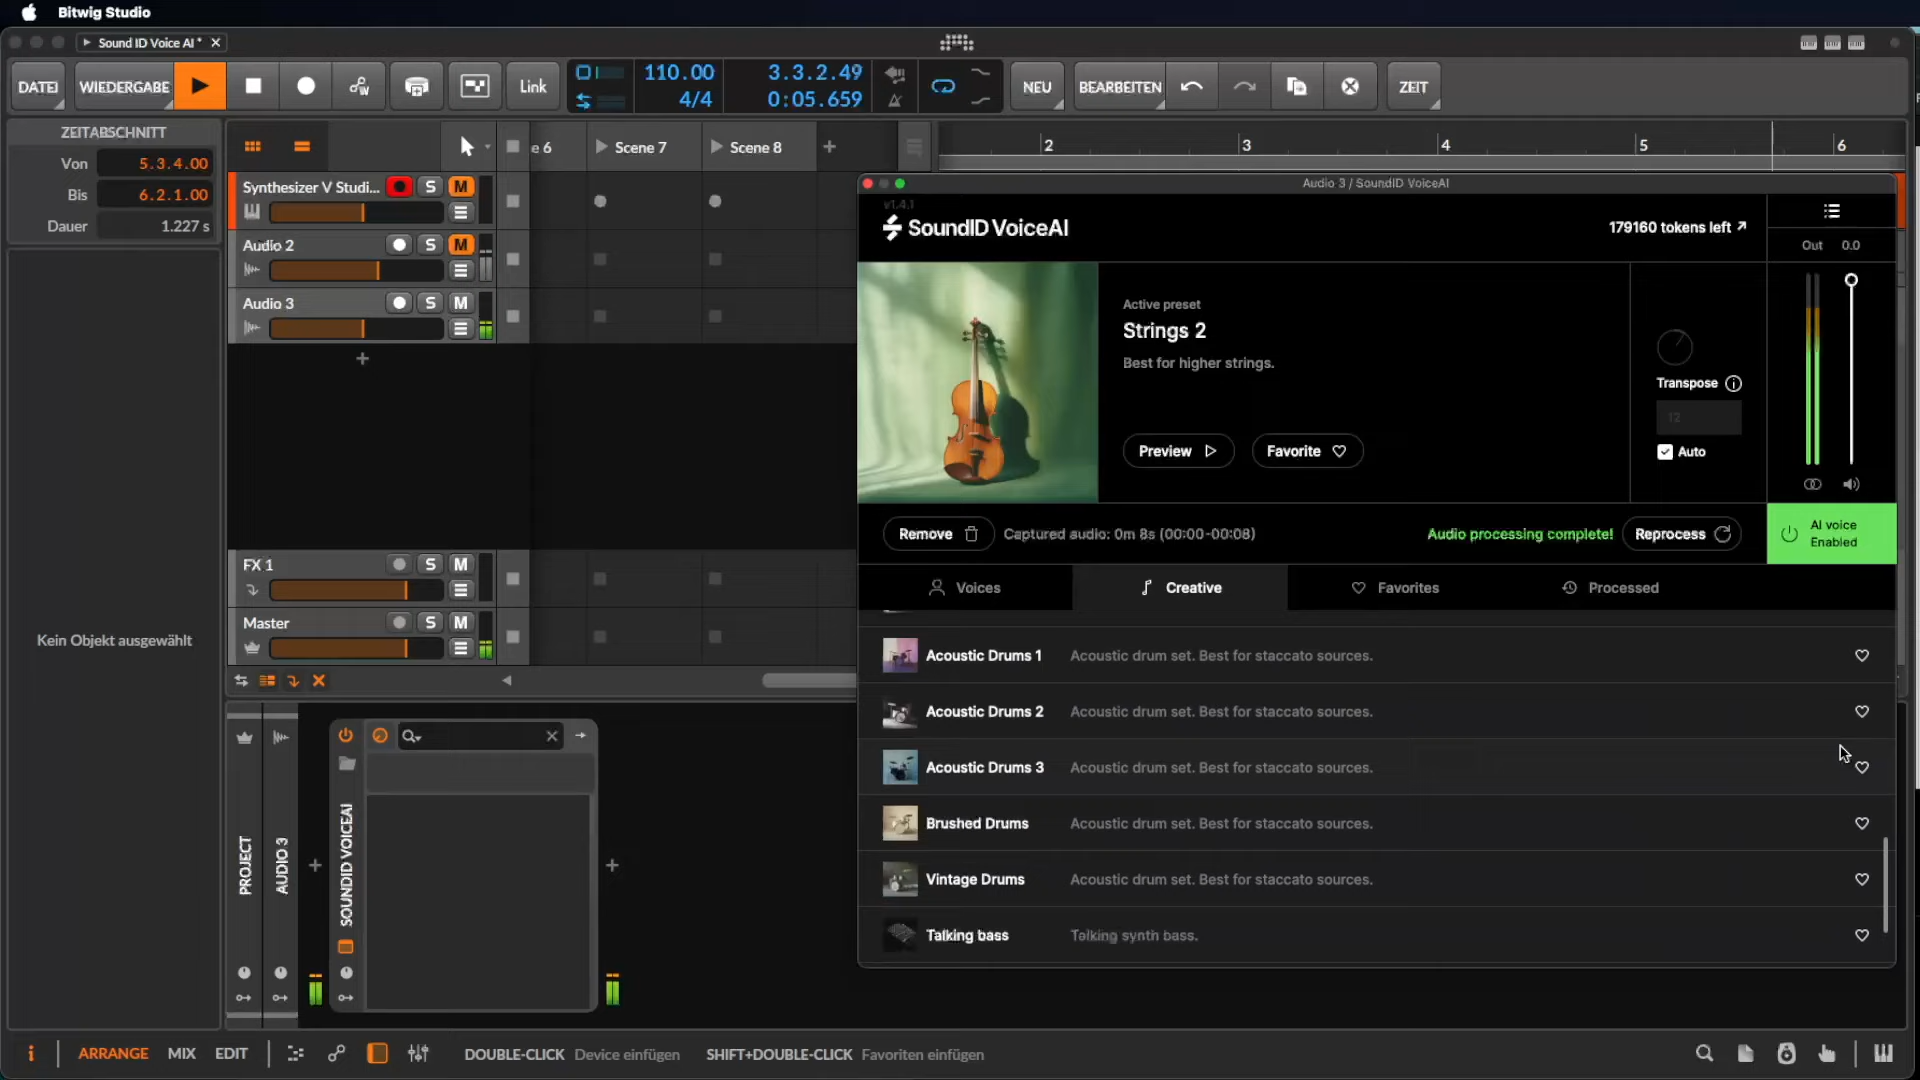 Bitwig Studio
Sound ID Voice AI *
DATEI
WIEDERGABE
Link
110.00
4/4
3.3.2.49
0:05.659
NEU
BEARBEITEN
ZEIT
ZEITABSCHNITT
Von 5.3.4.00
Bis 6.2.1.00
Dauer 1.227 s
Kein Objekt ausgewählt
e 6
Scene 7
Scene 8
2 3 4 5 6
Synthesizer V Studi... S M
Audio 2 S M
Audio 3 S M
FX 1 S M
Master S M
Audio 3 / SoundID VoiceAI
v1.4.1
SoundID VoiceAI
179160 tokens left
Out 0.0
Active preset
Strings 2
Best for higher strings.
Preview
Favorite
Transpose
12
Auto
Remove
Captured audio: 0m 8s (00:00-00:08)
Audio processing complete!
Reprocess
AI voice
Enabled
Voices
Creative
Favorites
Processed
Acoustic Drums 1 Acoustic drum set. Best for staccato sources.
Acoustic Drums 2 Acoustic drum set. Best for staccato sources.
Acoustic Drums 3 Acoustic drum set. Best for staccato sources.
Brushed Drums Acoustic drum set. Best for staccato sources.
Vintage Drums Acoustic drum set. Best for staccato sources.
Talking bass Talking synth bass.
PROJECT
AUDIO 3
SOUNDID VOICEAI
ARRANGE
MIX
EDIT
DOUBLE-CLICK Device einfügen
SHIFT+DOUBLE-CLICK Favoriten einfügen